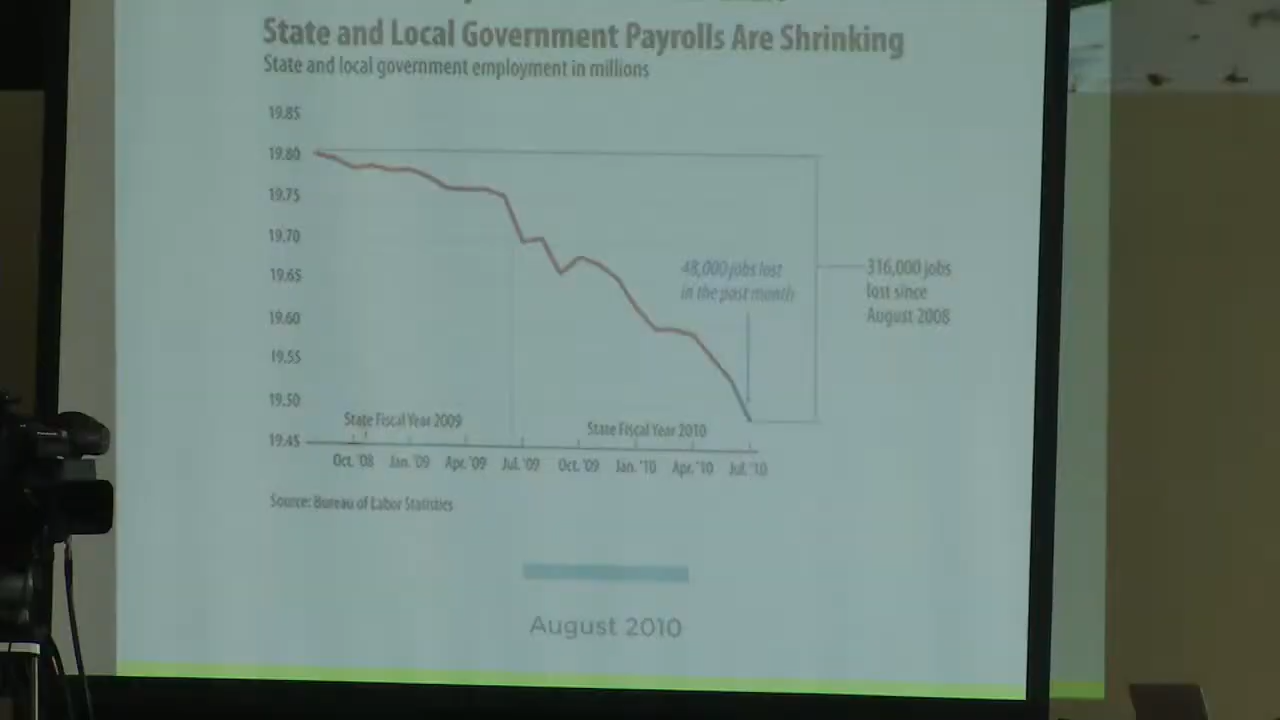 State and Local Government Payrolls Are Shrinking
State and local government employment in millions
19.85
19.80
19.75
19.70
19.65
19.60
19.55
19.50
19.45
48,000 jobs lost
in the past month
316,000 jobs
lost since
August 2008
State Fiscal Year 2009
State Fiscal Year 2010
Oct. '08 Jan. '09 Apr. '09 Jul. '09 Oct. '09 Jan. '10 Apr. '10 Jul. '10
Source: Bureau of Labor Statistics
August 2010